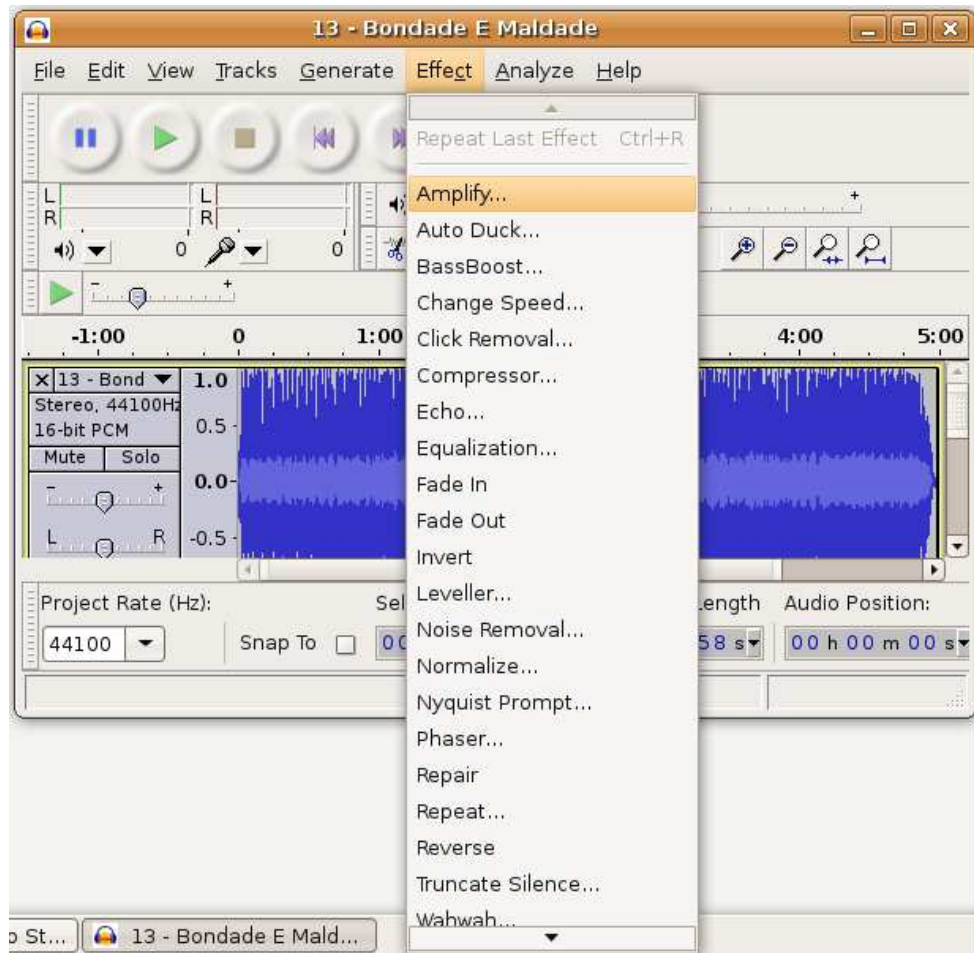 13 - Bondade E Maldade
File Edit View Tracks Generate Effect Analyze Help
Repeat Last Effect Ctrl+R
Amplify...
Auto Duck...
BassBoost...
Change Speed...
Click Removal...
Compressor...
Echo...
Equalization...
Fade In
Fade Out
Invert
Leveller...
Noise Removal...
Normalize...
Nyquist Prompt...
Phaser...
Repair
Repeat...
Reverse
Truncate Silence...
Wahwah...
L L
R R
0 0
- +
+
-1:00 0 1:00 4:00 5:00
13 - Bond
Stereo, 44100Hz
16-bit PCM
Mute Solo
- +
L R
1.0
0.5
0.0
-0.5
Project Rate (Hz): Sel Length Audio Position:
44100 Snap To 00 58 s 00 h 00 m 00 s
o St... 13 - Bondade E Mald...